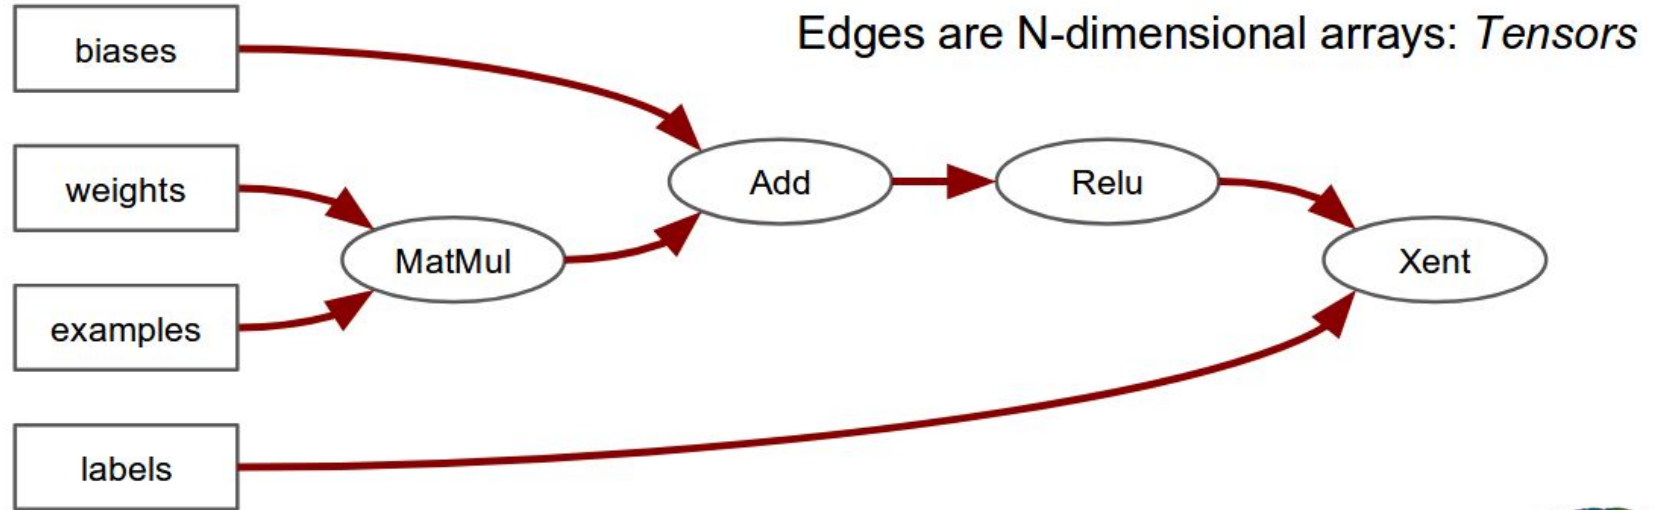 Edges are N-dimensional arrays: Tensors
biases
weights
examples
labels
MatMul
Add
Relu
Xent